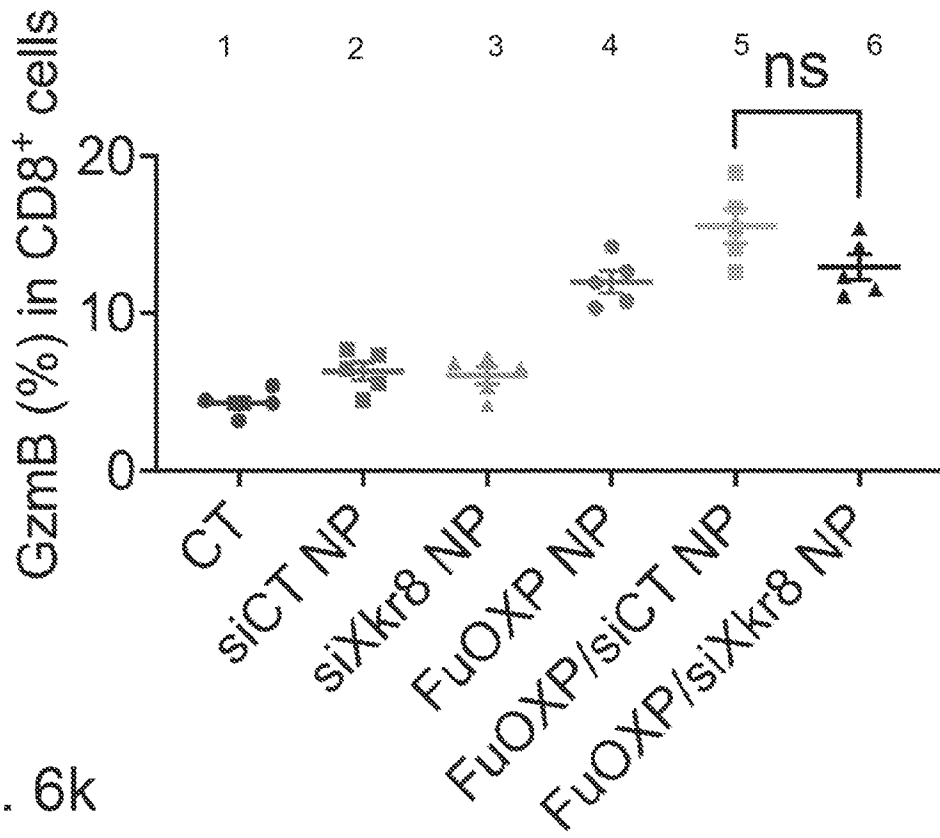 1 2 3 4 5 6
ns
GzmB (%) in CD8⁺ cells
20
10
0
CT
siCT NP
siXkr8 NP
FuOXP NP
FuOXP/siCT NP
FuOXP/siXkr8 NP
. 6k